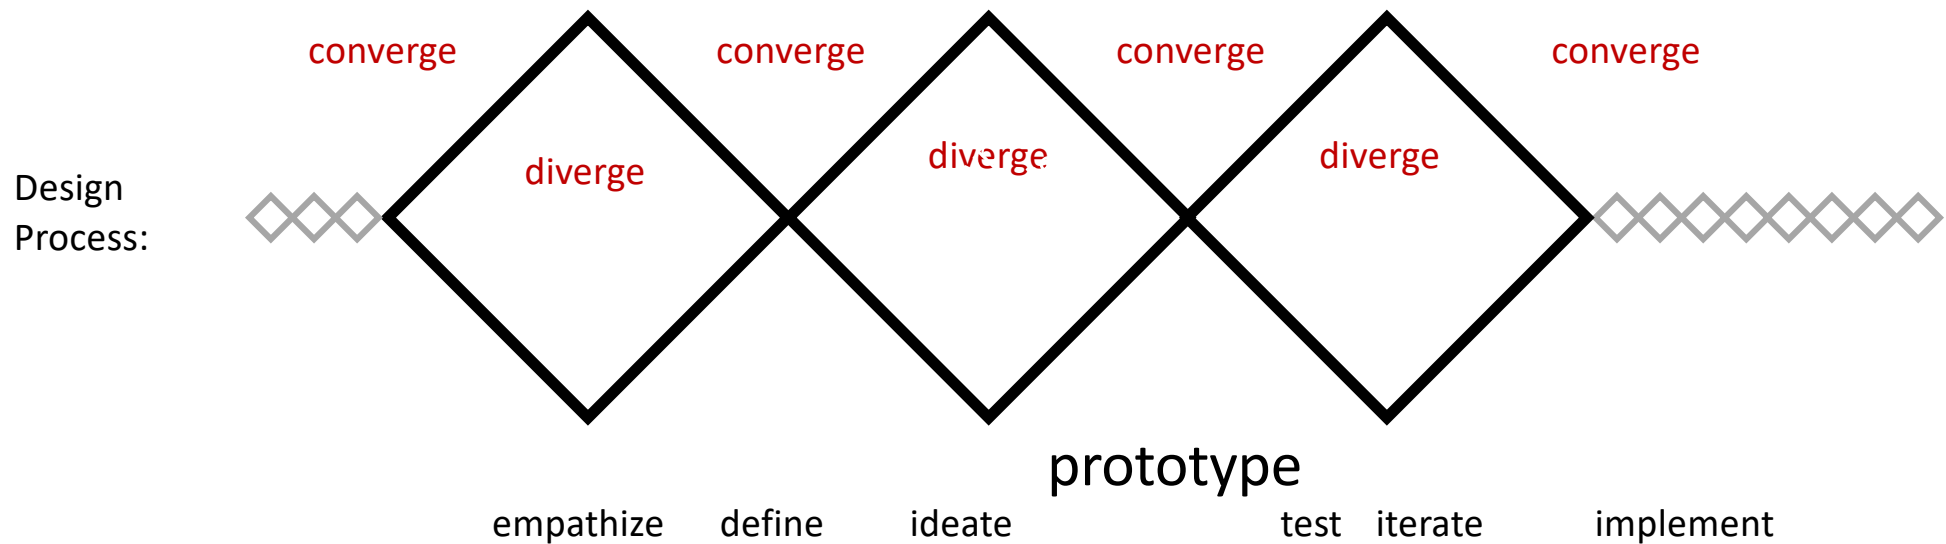 converge converge converge converge
diverge diverge diverge
Design
Process:
prototype
empathize define ideate test iterate implement